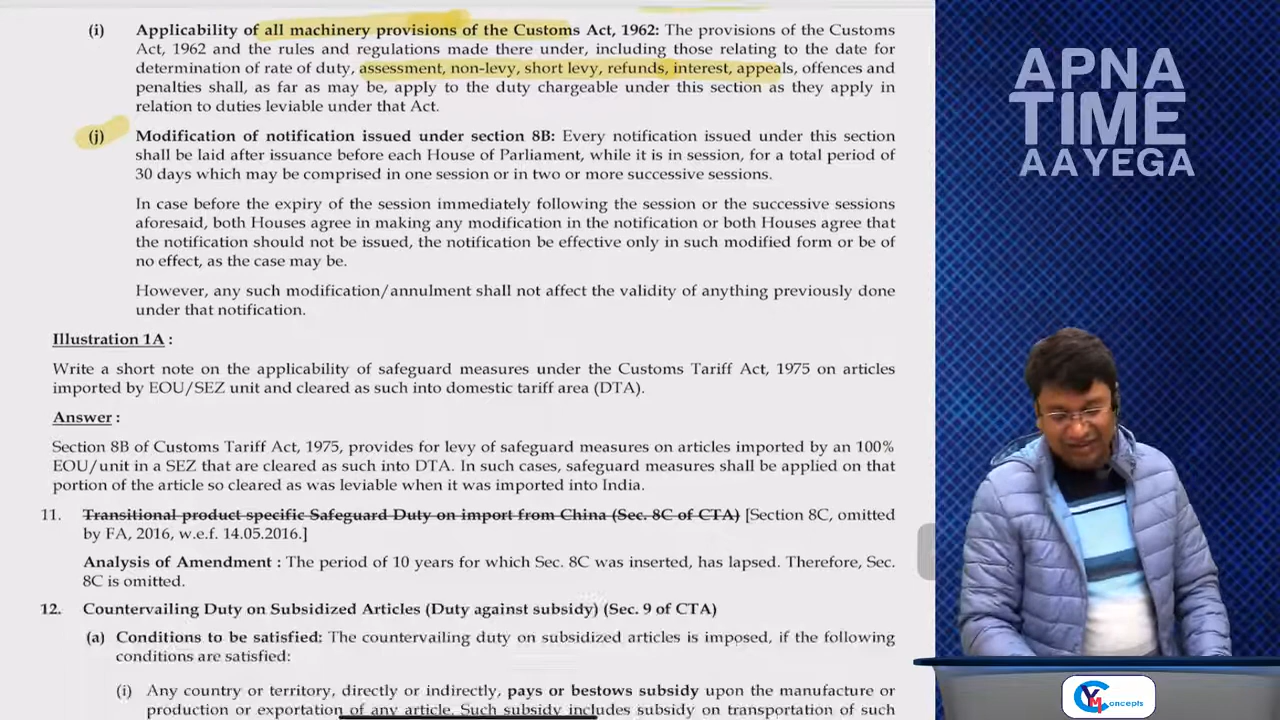 (i) Applicability of all machinery provisions of the Customs Act, 1962: The provisions of the Customs
Act, 1962 and the rules and regulations made there under, including those relating to the date for
determination of rate of duty, assessment, non-levy, short levy, refunds, interest, appeals, offences and
penalties shall, as far as may be, apply to the duty chargeable under this section as they apply in
relation to duties leviable under that Act.
(j) Modification of notification issued under section 8B: Every notification issued under this section
shall be laid after issuance before each House of Parliament, while it is in session, for a total period of
30 days which may be comprised in one session or in two or more successive sessions.
In case before the expiry of the session immediately following the session or the successive sessions
aforesaid, both Houses agree in making any modification in the notification or both Houses agree that
the notification should not be issued, the notification be effective only in such modified form or be of
no effect, as the case may be.
However, any such modification/annulment shall not affect the validity of anything previously done
under that notification.
Illustration 1A :
Write a short note on the applicability of safeguard measures under the Customs Tariff Act, 1975 on articles
imported by EOU/SEZ unit and cleared as such into domestic tariff area (DTA).
Answer :
Section 8B of Customs Tariff Act, 1975, provides for levy of safeguard measures on articles imported by an 100%
EOU/unit in a SEZ that are cleared as such into DTA. In such cases, safeguard measures shall be applied on that
portion of the article so cleared as was leviable when it was imported into India.
11. Transitional product specific Safeguard Duty on import from China (Sec. 8C of CTA) [Section 8C, omitted
by FA, 2016, w.e.f. 14.05.2016.]
Analysis of Amendment : The period of 10 years for which Sec. 8C was inserted, has lapsed. Therefore, Sec.
8C is omitted.
12. Countervailing Duty on Subsidized Articles (Duty against subsidy) (Sec. 9 of CTA)
(a) Conditions to be satisfied: The countervailing duty on subsidized articles is imposed, if the following
conditions are satisfied:
(i) Any country or territory, directly or indirectly, pays or bestows subsidy upon the manufacture or
production or exportation of any article. Such subsidy includes subsidy on transportation of such
APNA
TIME
AAYEGA
YM Concepts